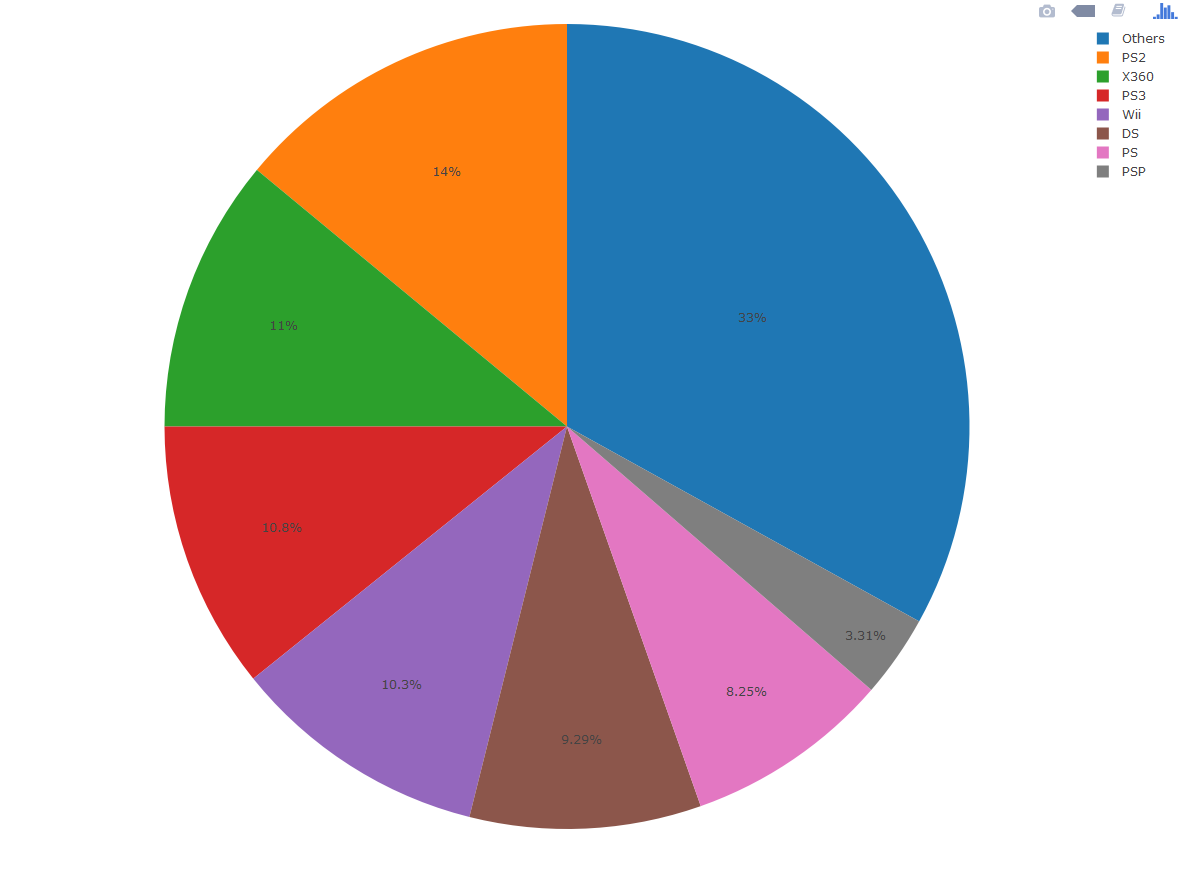 Others
PS2
X360
PS3
Wii
DS
PS
PSP
14%
33%
11%
10.8%
10.3%
9.29%
8.25%
3.31%